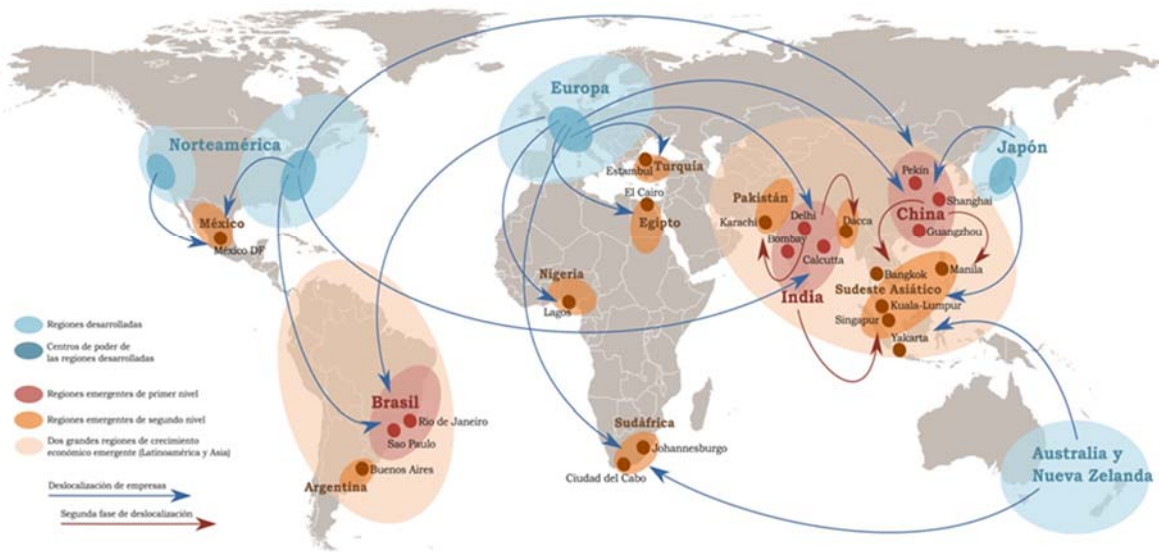 Europa
Norteamérica
Japón
Pekín
Estambul
Turquía
El Cairo
Pakistán
Shanghai
México
Egipto
Karachi
Delhi
Dacca
China
México DF
Bombay
Guangzhou
Calcutta
Nigeria
Bangkok
Manila
Sudeste Asiático
India
Kuala-Lumpur
Lagos
Singapur
Yakarta
Regiones desarrolladas
Centros de poder de
las regiones desarrolladas
Regiones emergentes de primer nivel
Brasil
Regiones emergentes de segundo nivel
Rio de Janeiro
Sao Paulo
Sudáfrica
Dos grandes regiones de crecimiento
económico emergente (Latinoamérica y Asia)
Johannesburgo
Buenos Aires
Ciudad del Cabo
Australia y
Nueva Zelanda
Argentina
Deslocalización de empresas
Segunda fase de deslocalización